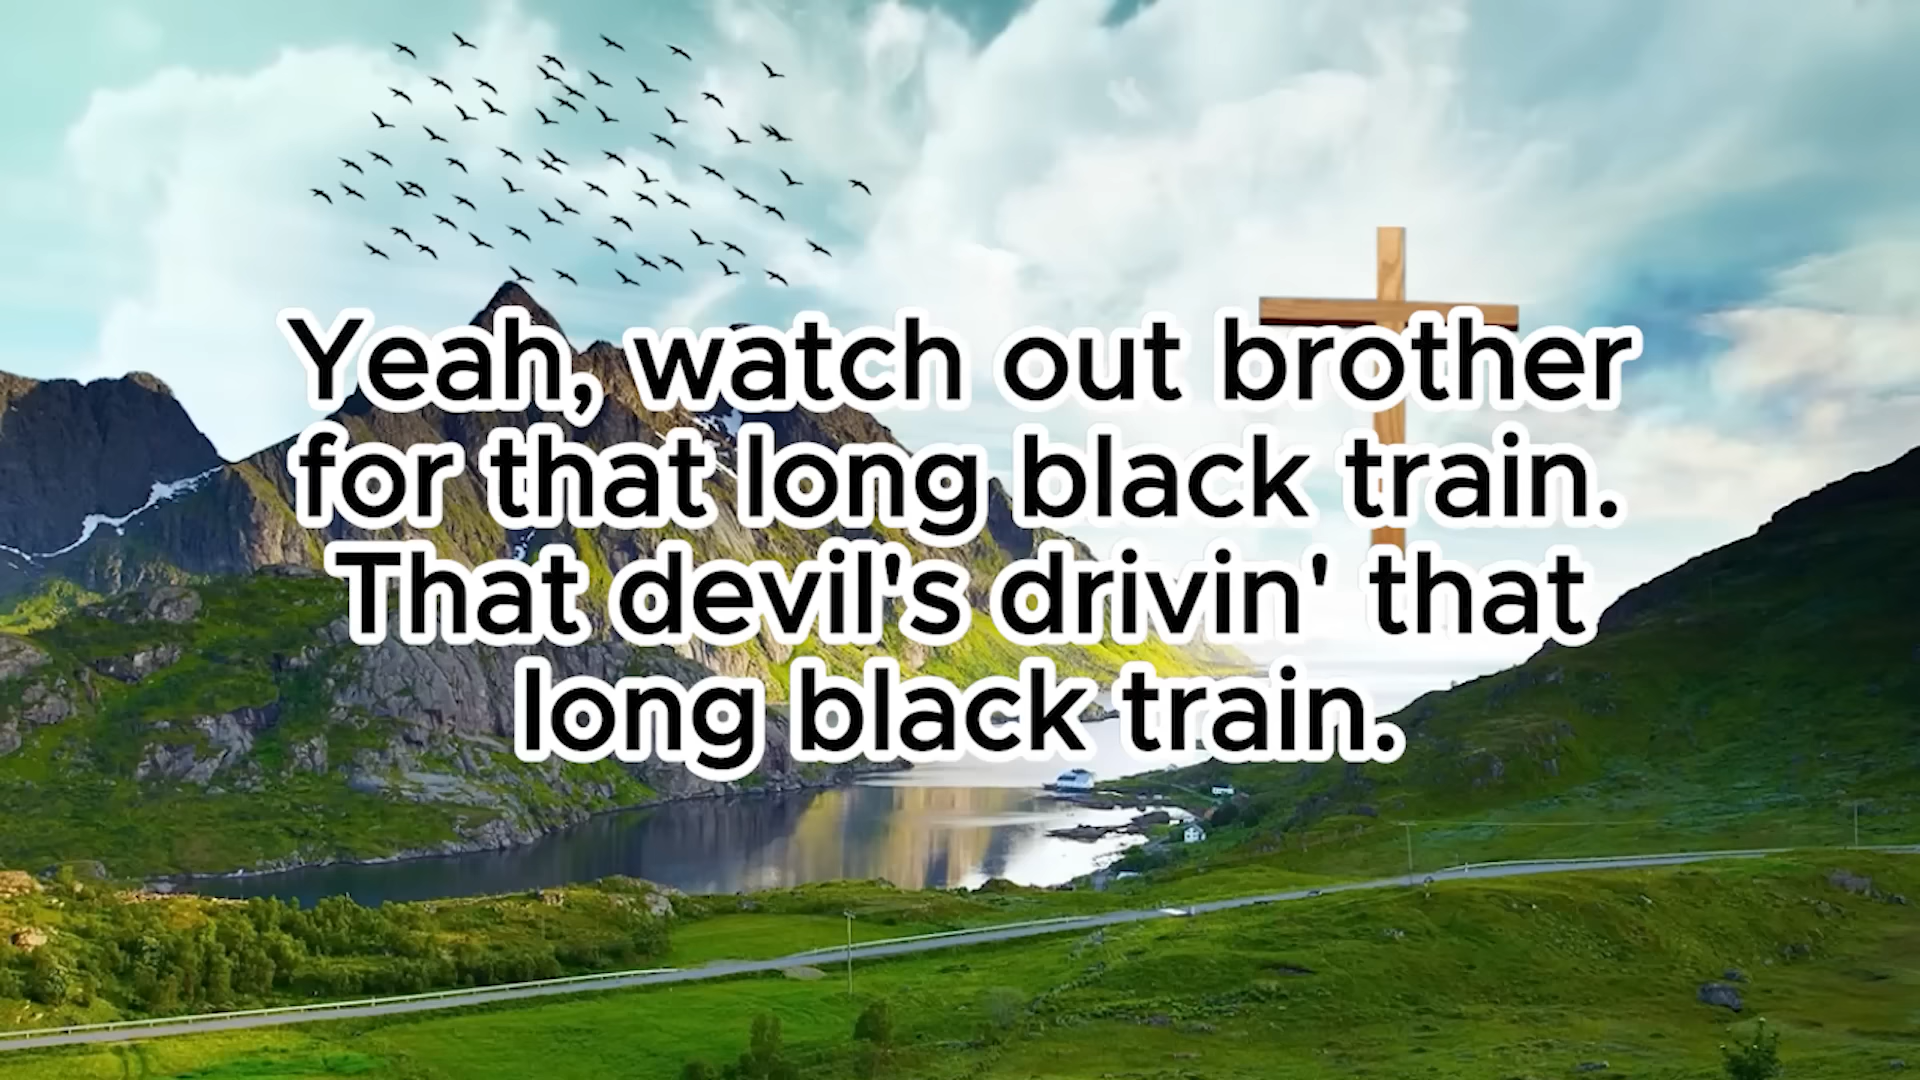 Yeah, watch out brother
for that long black train.
That devil's drivin' that
long black train.